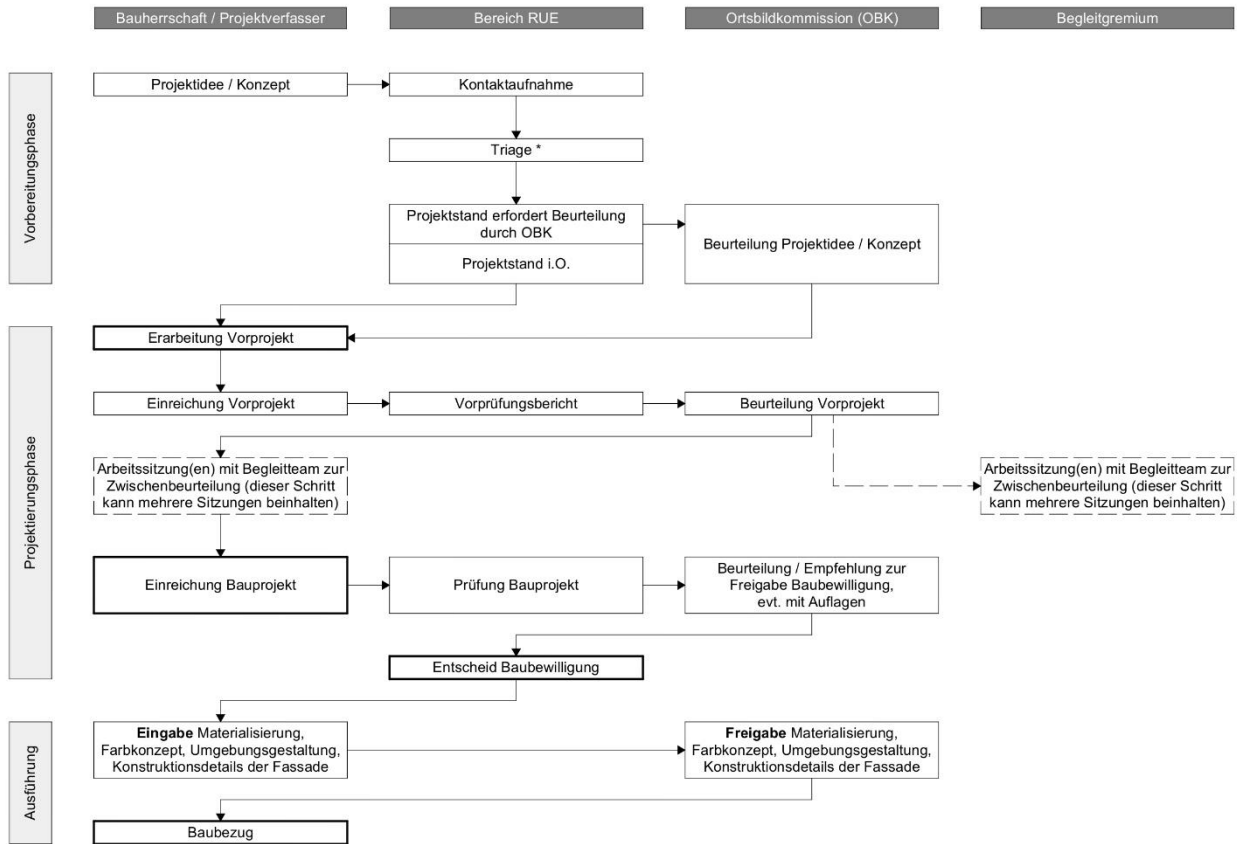 Bauherrschaft / Projektverfasser
Bereich RUE
Ortsbildkommission (OBK)
Begleitgremium
Vorbereitungsphase
Projektidee / Konzept
Kontaktaufnahme
Triage *
Projektstand erfordert Beurteilung
durch OBK
Projektstand i.O.
Beurteilung Projektidee / Konzept
Projektierungsphase
Erarbeitung Vorprojekt
Einreichung Vorprojekt
Vorprüfungsbericht
Beurteilung Vorprojekt
Arbeitssitzung(en) mit Begleitteam zur
Zwischenbeurteilung (dieser Schritt
kann mehrere Sitzungen beinhalten)
Arbeitssitzung(en) mit Begleitteam zur
Zwischenbeurteilung (dieser Schritt
kann mehrere Sitzungen beinhalten)
Einreichung Bauprojekt
Prüfung Bauprojekt
Beurteilung / Empfehlung zur
Freigabe Baubewilligung,
evt. mit Auflagen
Entscheid Baubewilligung
Ausführung
Eingabe Materialisierung,
Farbkonzept, Umgebungsgestaltung,
Konstruktionsdetails der Fassade
Freigabe Materialisierung,
Farbkonzept, Umgebungsgestaltung,
Konstruktionsdetails der Fassade
Baubezug